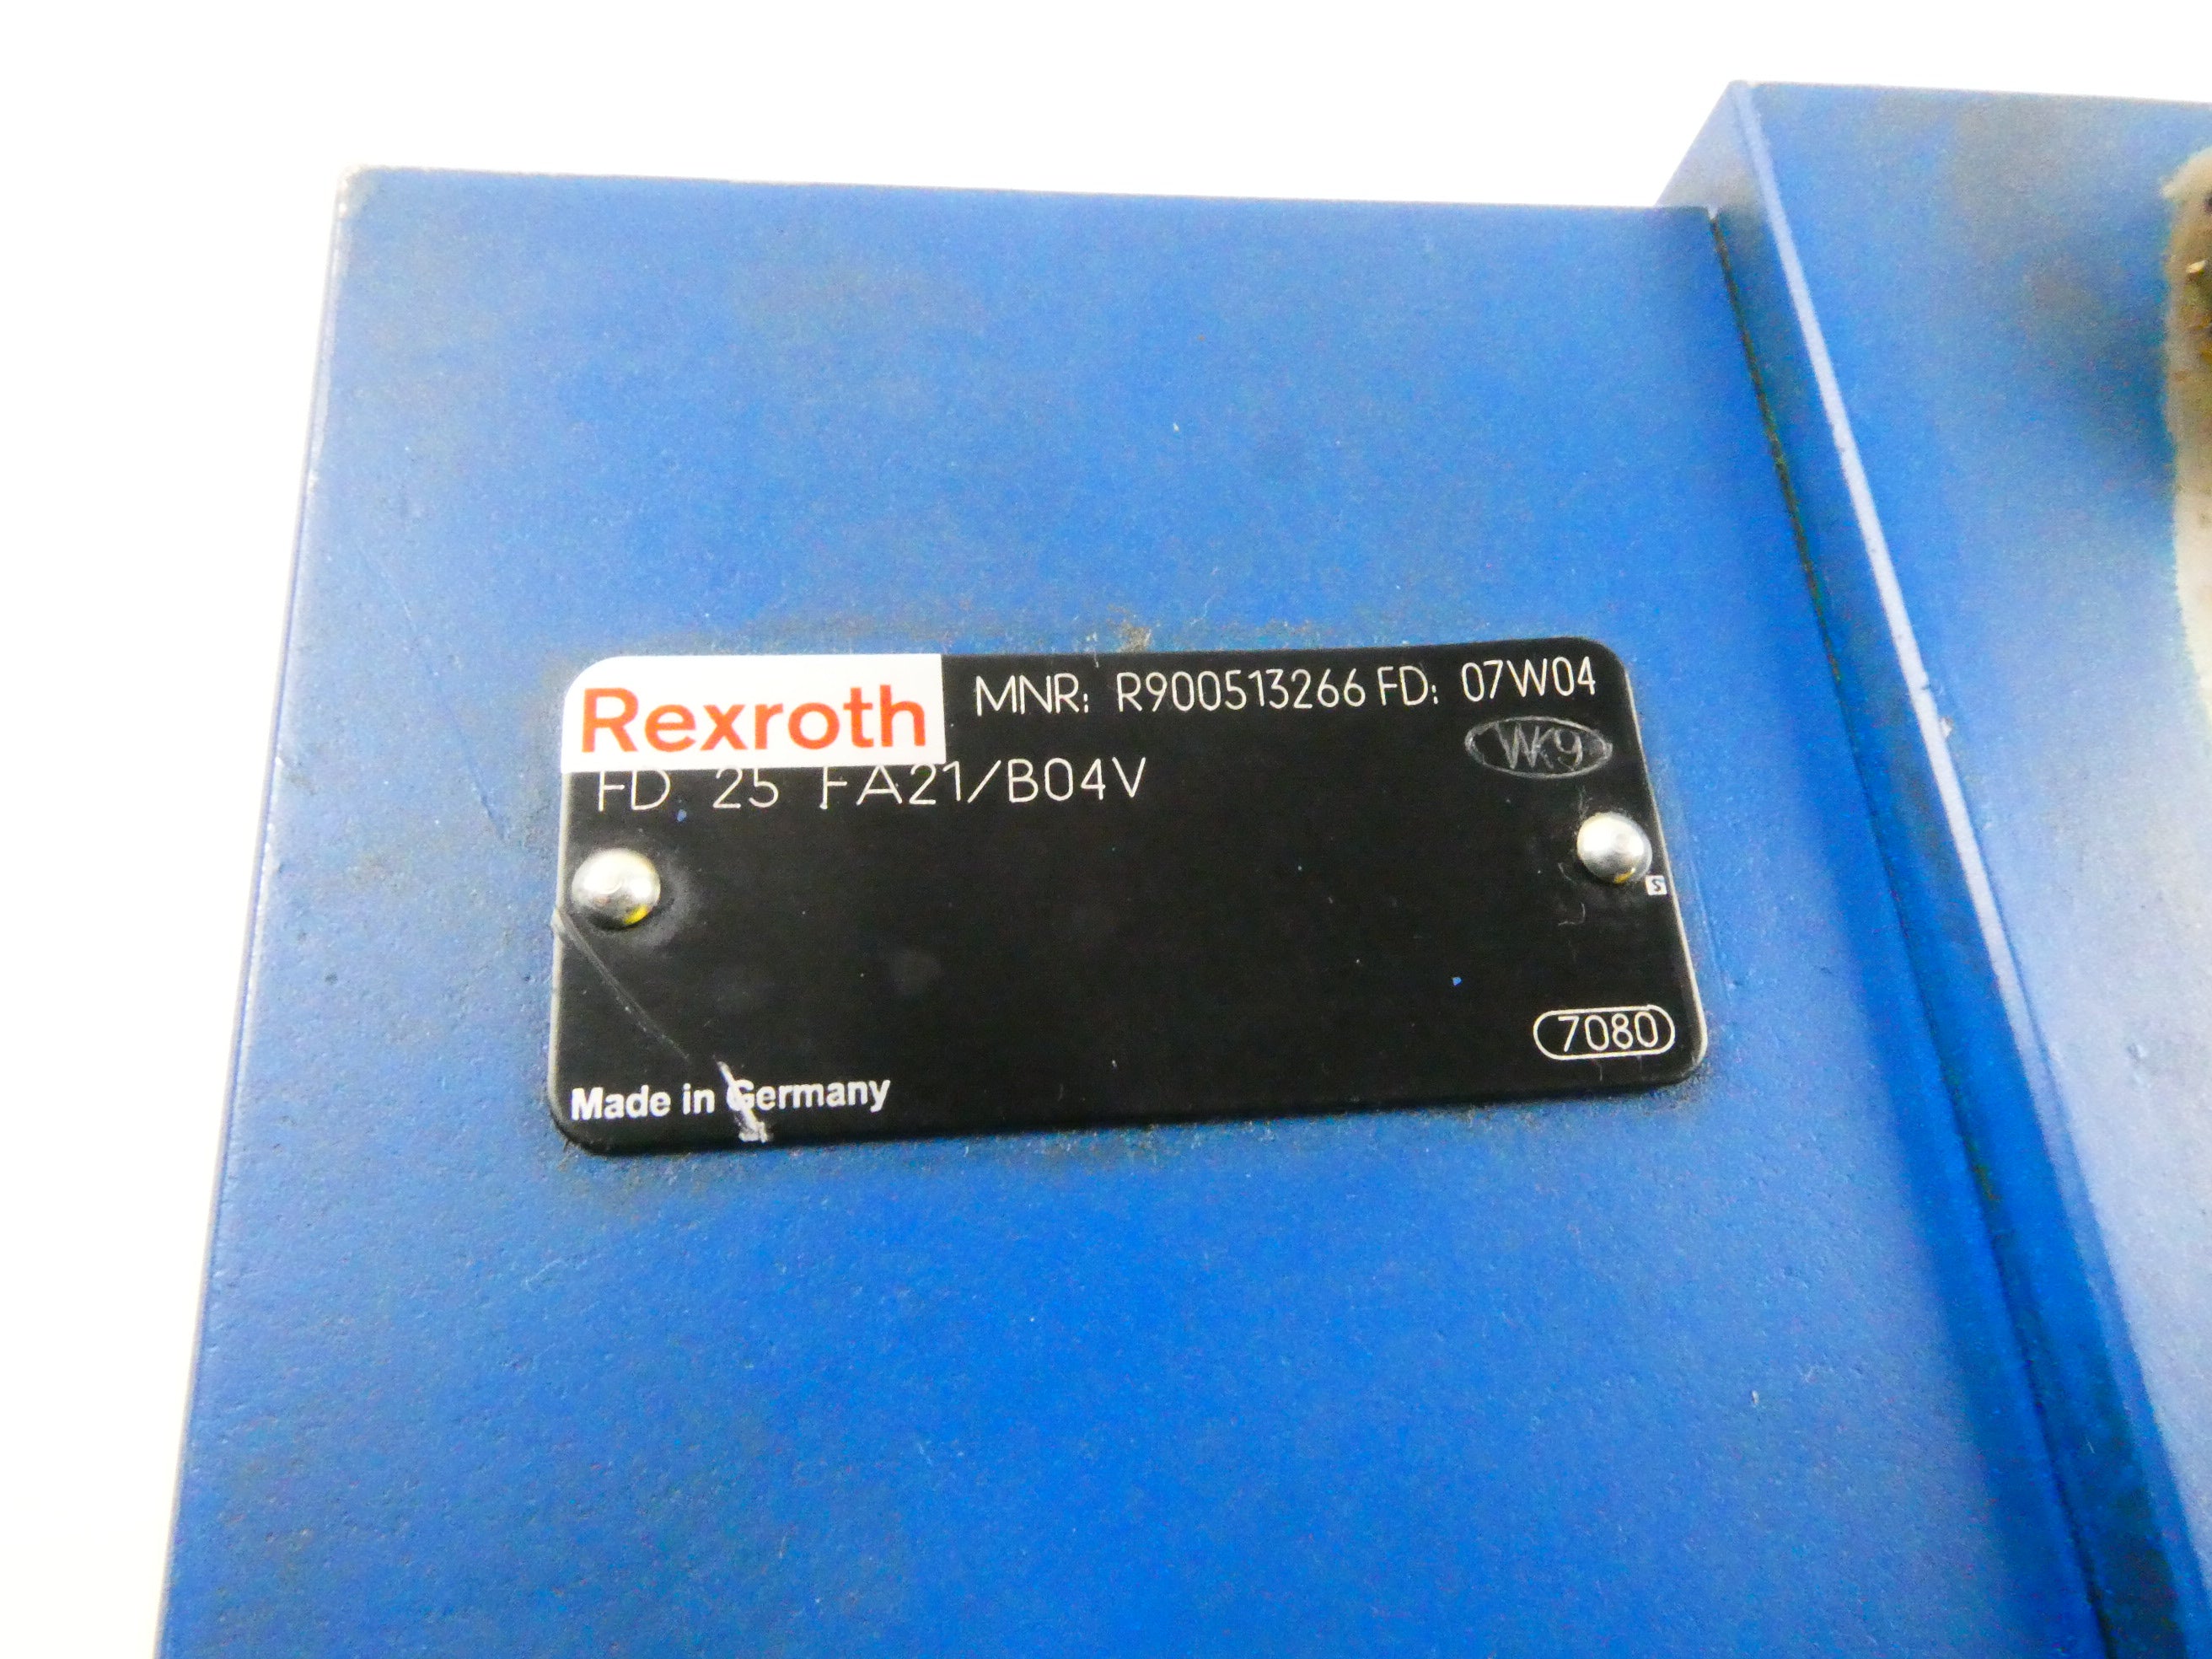 Rexroth
MNR: R900513266 FD: 07W04
WK9
FD 25 FA21/B04V
S
7080
Made in Germany